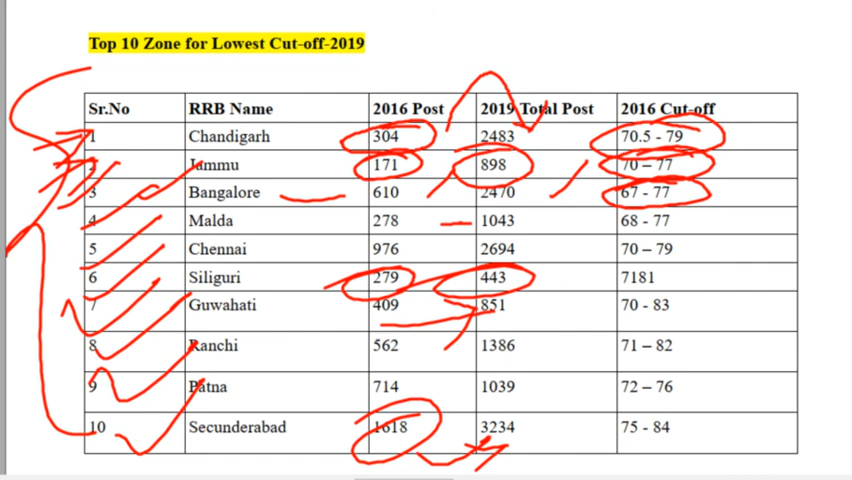 Top 10 Zone for Lowest Cut-off-2019
Sr.No RRB Name 2016 Post 2019 Total Post 2016 Cut-off
1 Chandigarh 304 2483 70.5 - 79
2 Jammu 171 898 70 – 77
3 Bangalore 610 2470 67 - 77
4 Malda 278 1043 68 - 77
5 Chennai 976 2694 70 – 79
6 Siliguri 279 443 7181
7 Guwahati 409 851 70 - 83
8 Ranchi 562 1386 71 – 82
9 Patna 714 1039 72 – 76
10 Secunderabad 1618 3234 75 - 84